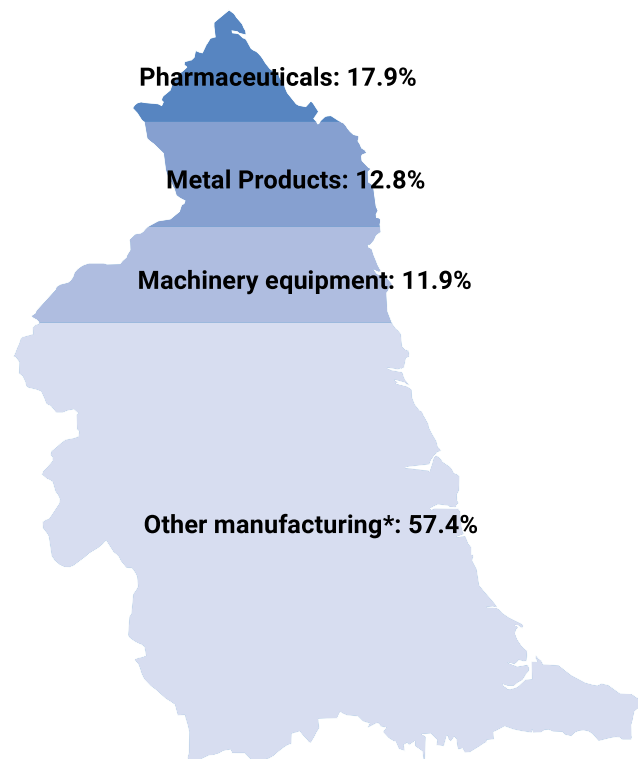 Pharmaceuticals: 17.9%
Metal Products: 12.8%
Machinery equipment: 11.9%
Other manufacturing*: 57.4%